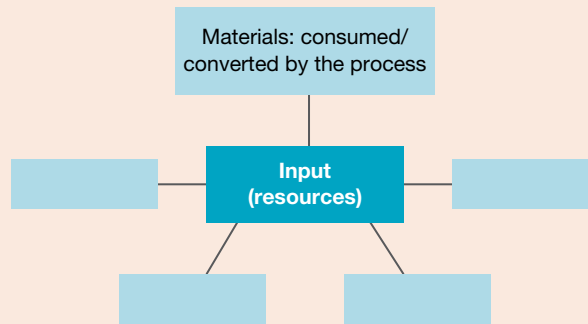 Materials: consumed/
converted by the process
Input
(resources)